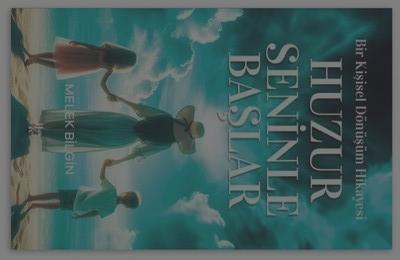 Bir Kişisel Dönüşüm Hikayesi
HUZUR
SENİNLE
BAŞLAR
MELEK BİLGİN